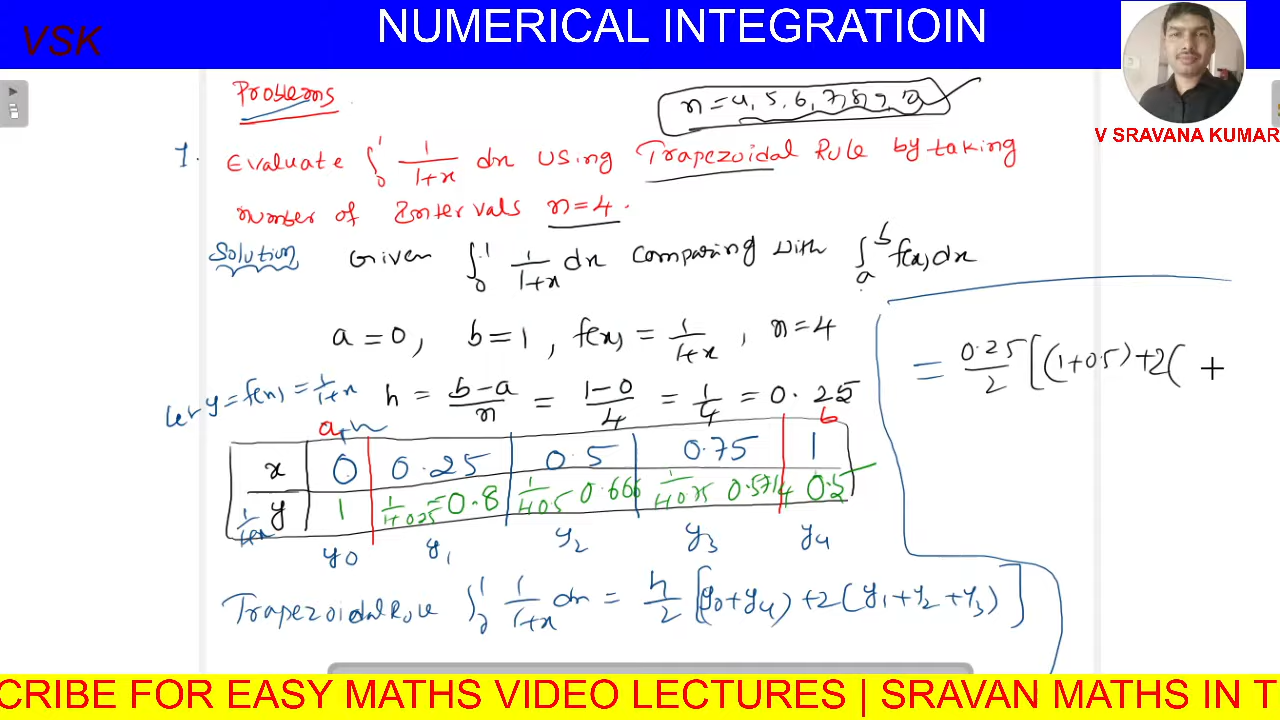 VSK
NUMERICAL INTEGRATIOIN
V SRAVANA KUMAR
Problems
n=4, 5, 6, 7, 8, 9, 10
1. Evaluate ∫₀¹ 1/(1+x) dx using Trapezoidal Rule by taking
number of Intervals n=4.
Solution Given ∫₀¹ 1/(1+x) dx comparing with ∫ₐᵇ f(x) dx
a=0, b=1, f(x) = 1/(1+x), n=4
Let y=f(x)=1/(1+x) h = (b-a)/n = (1-0)/4 = 1/4 = 0.25
a a+h b
x 0 0.25 0.5 0.75 1
y 1/(1+x) 1 1/(1+0.25)=0.8 1/(1+0.5) 0.666 1/(1+0.75) 0.5714 0.5
y0 y1 y2 y3 y4
Trapezoidal Rule ∫₀¹ 1/(1+x) dx = h/2 [(y0+y4)+2(y1+y2+y3)]
= 0.25/2 [(1+0.5)+2( +
CRIBE FOR EASY MATHS VIDEO LECTURES | SRAVAN MATHS IN T